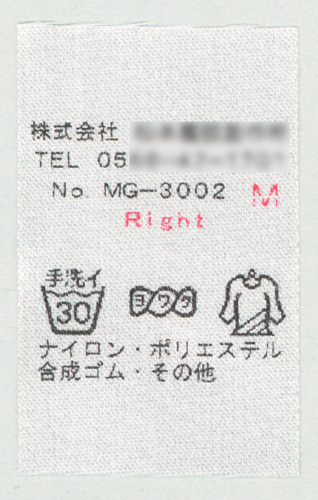 株式会社
TEL 05
No. MG-3002 M
Right
手洗イ
30
ヨワク
ナイロン・ポリエステル
合成ゴム・その他